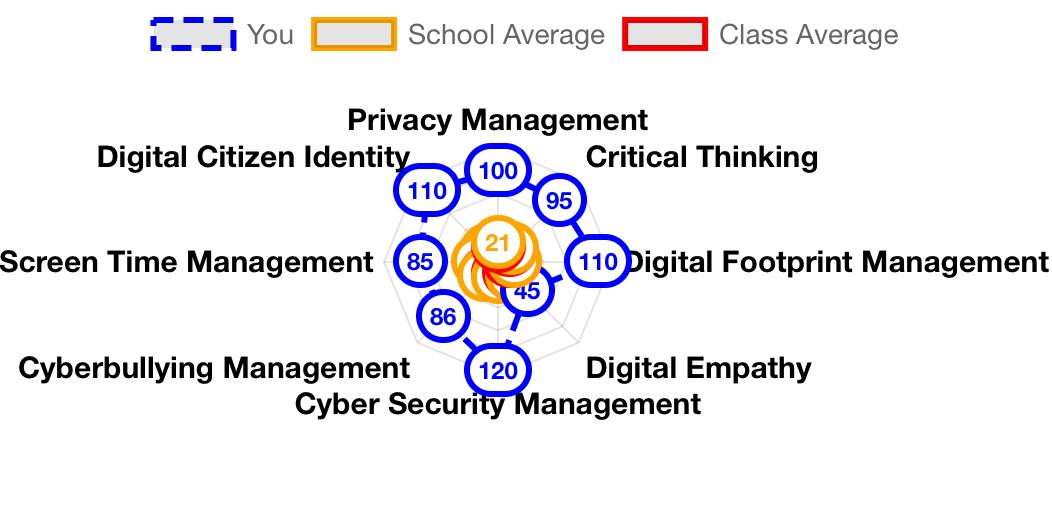 You School Average Class Average
Privacy Management
Digital Citizen Identity Critical Thinking
100
110
95
21
Screen Time Management 85 110 Digital Footprint Management
45
86
Cyberbullying Management 120 Digital Empathy
Cyber Security Management